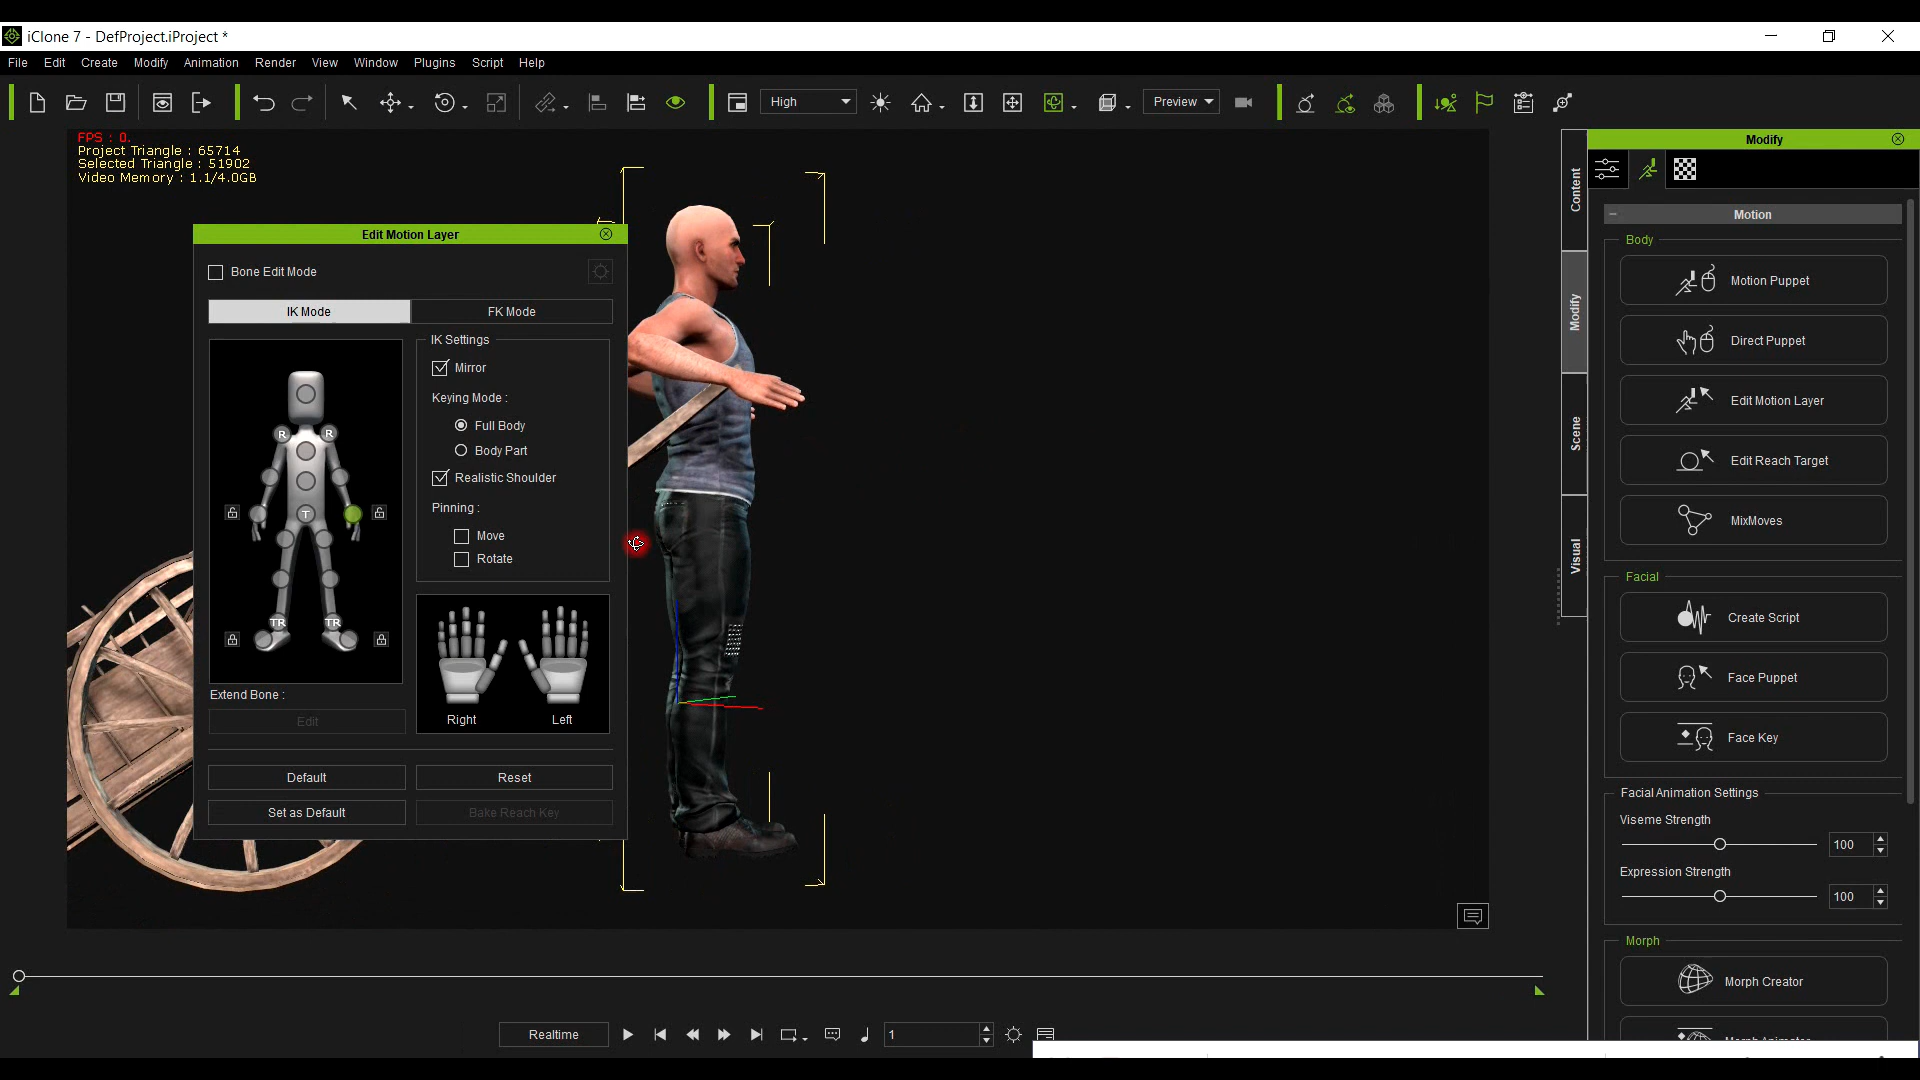 iClone 7 - DefProject.iProject *
File Edit Create Modify Animation Render View Window Plugins Script Help
High
Preview
FPS : 0.
Project Triangle : 65714
Selected Triangle : 51902
Video Memory : 1.1/4.0GB
Edit Motion Layer
Bone Edit Mode
IK Mode
FK Mode
R R
T
TR TR
IK Settings
Mirror
Keying Mode :
Full Body
Body Part
Realistic Shoulder
Pinning :
Move
Rotate
Right
Left
Extend Bone :
Edit
Default
Reset
Set as Default
Bake Reach Key
Content
Modify
Scene
Visual
Modify
Motion
Body
Motion Puppet
Direct Puppet
Edit Motion Layer
Edit Reach Target
MixMoves
Facial
Create Script
Face Puppet
Face Key
Facial Animation Settings
Viseme Strength
100
Expression Strength
100
Morph
Morph Creator
Realtime
1